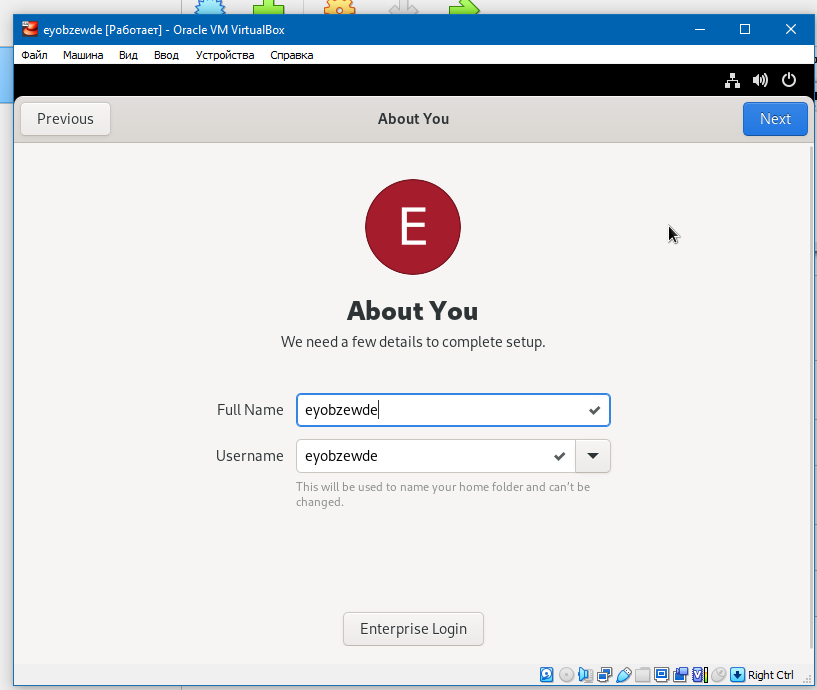 eyobzewde [Работает] - Oracle VM VirtualBox
Файл Машина Вид Ввод Устройства Справка
Previous About You Next
E
About You
We need a few details to complete setup.
Full Name eyobzewde
Username eyobzewde
This will be used to name your home folder and can't be
changed.
Enterprise Login
Right Ctrl